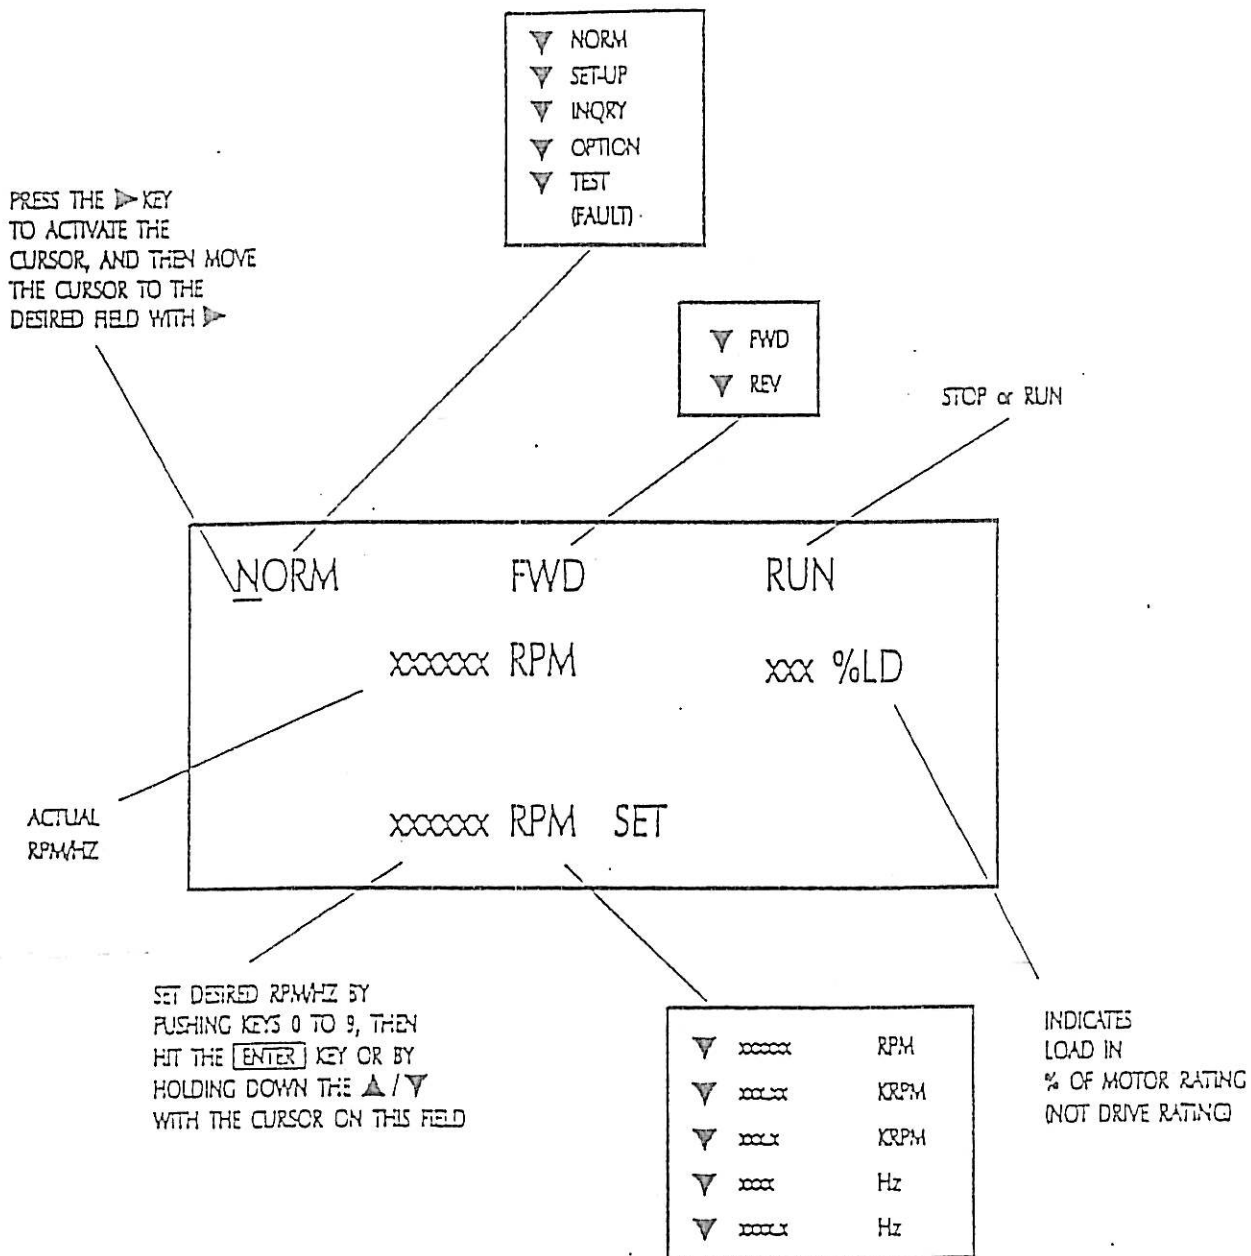 NORM
SET-UP
INQRY
OPTION
TEST
(FAULT)
PRESS THE ▶ KEY
TO ACTIVATE THE
CURSOR, AND THEN MOVE
THE CURSOR TO THE
DESIRED FIELD WITH ▶
FWD
REV
STOP or RUN
NORM FWD RUN
XXXXXX RPM XXX %LD
ACTUAL
RPM/HZ
XXXXXX RPM SET
SET DESIRED RPM/HZ BY
PUSHING KEYS 0 TO 9, THEN
HIT THE ENTER KEY OR BY
HOLDING DOWN THE ▲/▼
WITH THE CURSOR ON THIS FIELD
xxxxx RPM
xx.xx KRPM
xxx.x KRPM
xxxx Hz
xxxx.x Hz
INDICATES
LOAD IN
% OF MOTOR RATING
(NOT DRIVE RATING)